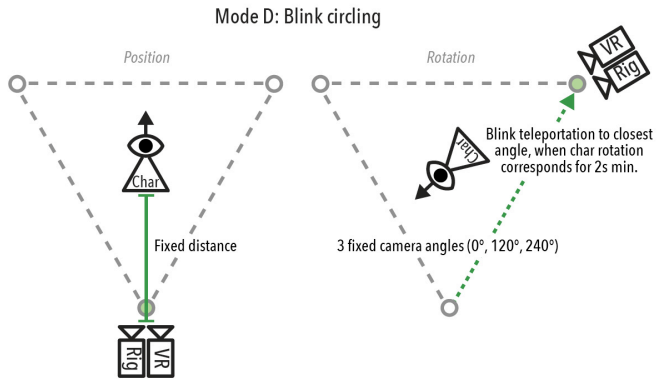 Mode D: Blink circling
Position
Char
Fixed distance
Rig
VR
Rotation
VR
Rig
Char
Blink teleportation to closest
angle, when char rotation
corresponds for 2s min.
3 fixed camera angles (0°, 120°, 240°)